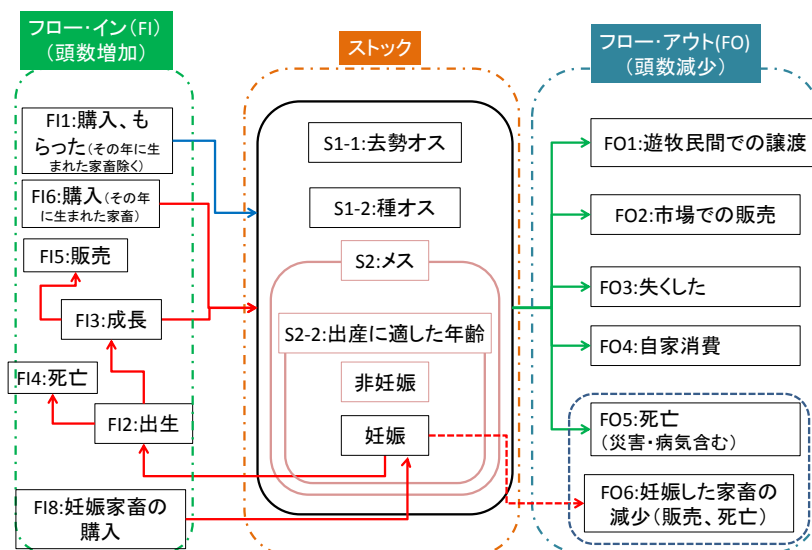 フロー・イン(FI)
(頭数増加)
FI1:購入、も
らった(その年に生
まれた家畜除く)
FI6:購入(その年
に生まれた家畜)
FI5:販売
FI3:成長
FI4:死亡
FI2:出生
FI8:妊娠家畜の
購入
ストック
S1-1:去勢オス
S1-2:種オス
S2:メス
S2-2:出産に適した年齢
非妊娠
妊娠
フロー・アウト(FO)
(頭数減少)
FO1:遊牧民間での譲渡
FO2:市場での販売
FO3:失くした
FO4:自家消費
FO5:死亡
(災害・病気含む)
FO6:妊娠した家畜の
減少(販売、死亡)